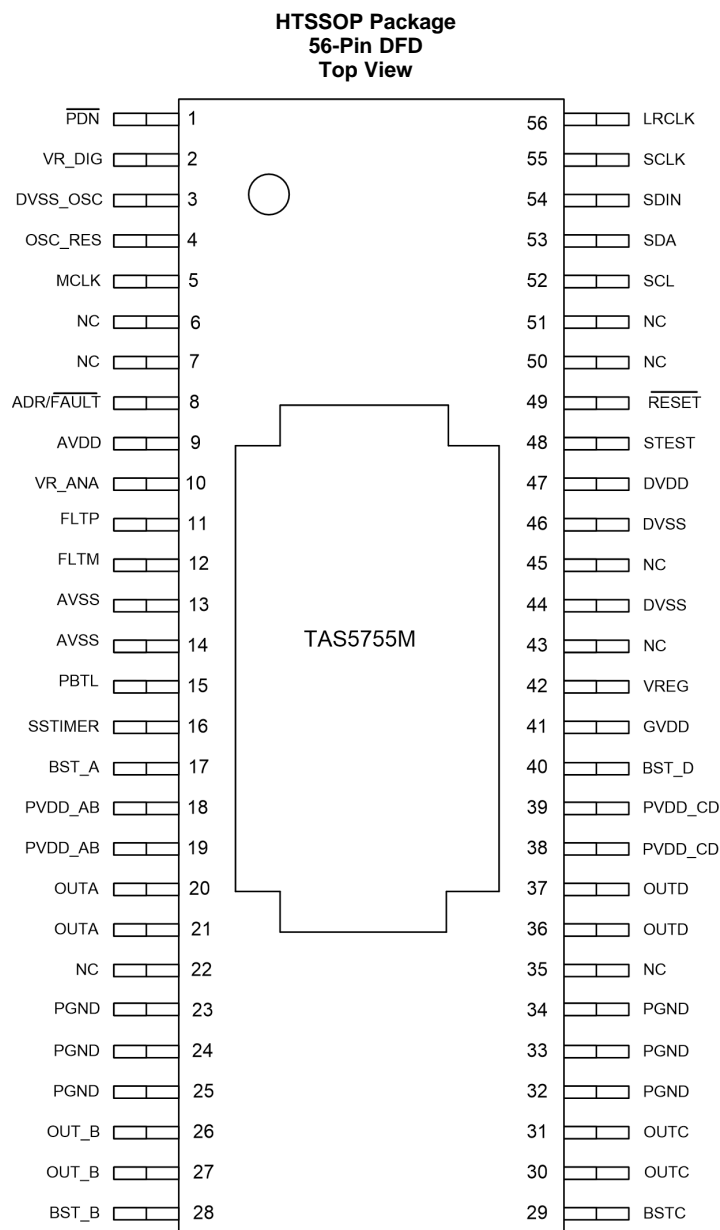 HTSSOP Package
56-Pin DFD
Top View
PDN 1 56 LRCLK
VR_DIG 2 55 SCLK
DVSS_OSC 3 54 SDIN
OSC_RES 4 53 SDA
MCLK 5 52 SCL
NC 6 51 NC
NC 7 50 NC
ADR/FAULT 8 49 RESET
AVDD 9 48 STEST
VR_ANA 10 47 DVDD
FLTP 11 46 DVSS
FLTM 12 45 NC
AVSS 13 44 DVSS
AVSS 14 TAS5755M 43 NC
PBTL 15 42 VREG
SSTIMER 16 41 GVDD
BST_A 17 40 BST_D
PVDD_AB 18 39 PVDD_CD
PVDD_AB 19 38 PVDD_CD
OUTA 20 37 OUTD
OUTA 21 36 OUTD
NC 22 35 NC
PGND 23 34 PGND
PGND 24 33 PGND
PGND 25 32 PGND
OUT_B 26 31 OUTC
OUT_B 27 30 OUTC
BST_B 28 29 BSTC